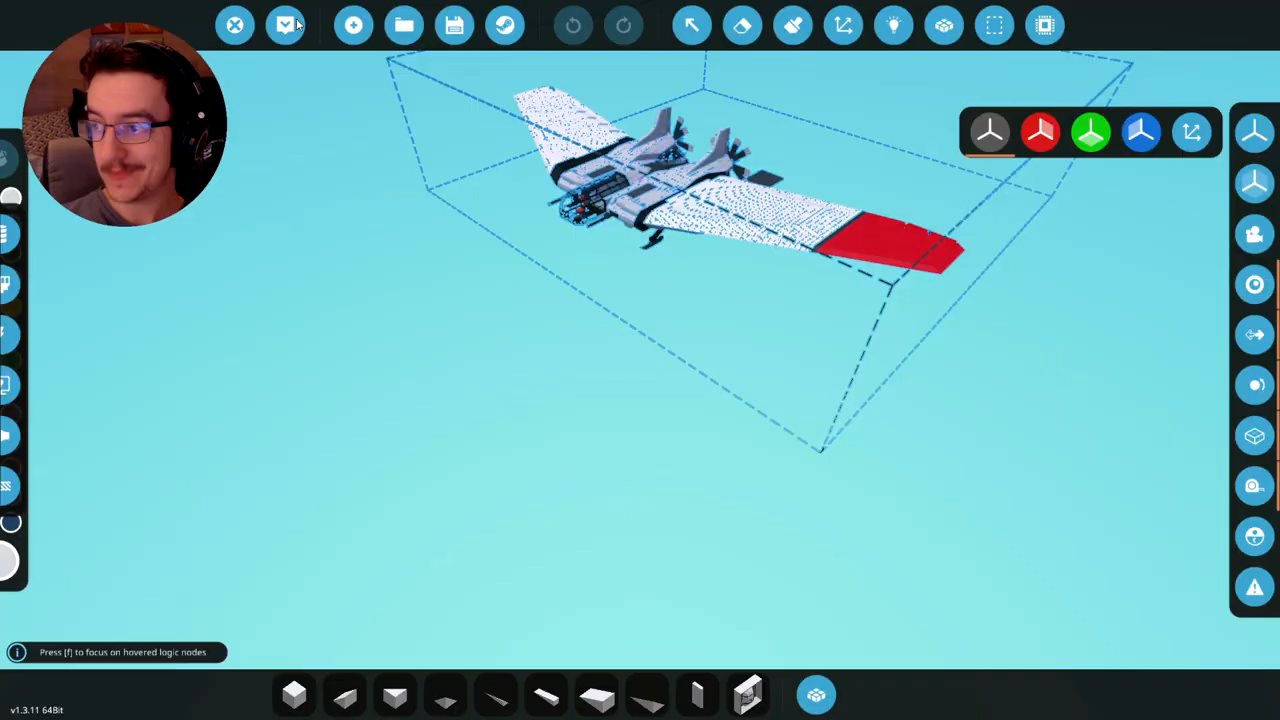 Press [f] to focus on hovered logic nodes
v1.3.11 64Bit